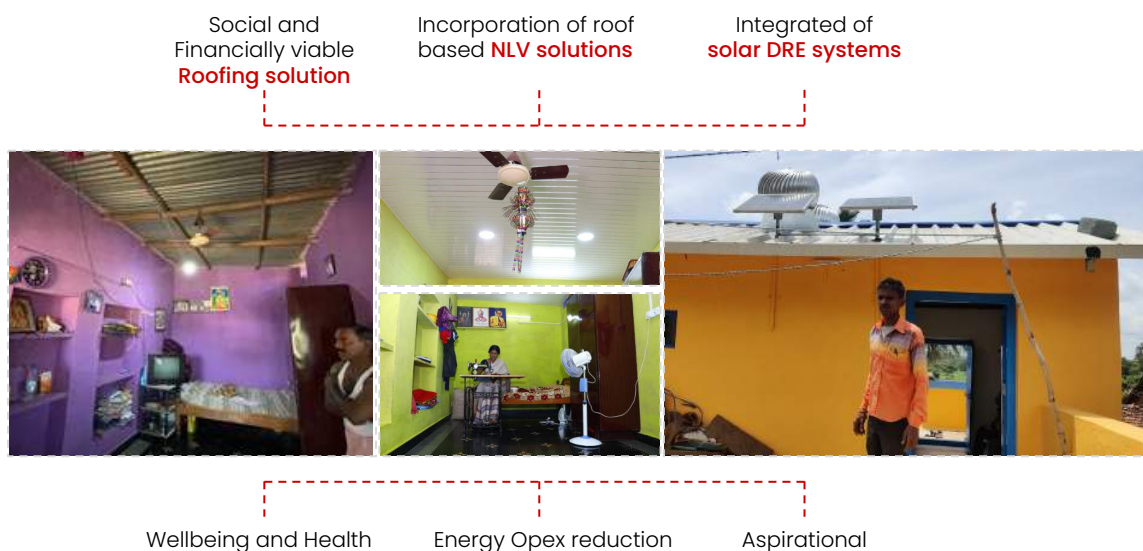 Social and
Financially viable
Roofing solution
Incorporation of roof
based NLV solutions
Integrated of
solar DRE systems
Wellbeing and Health
Energy Opex reduction
Aspirational